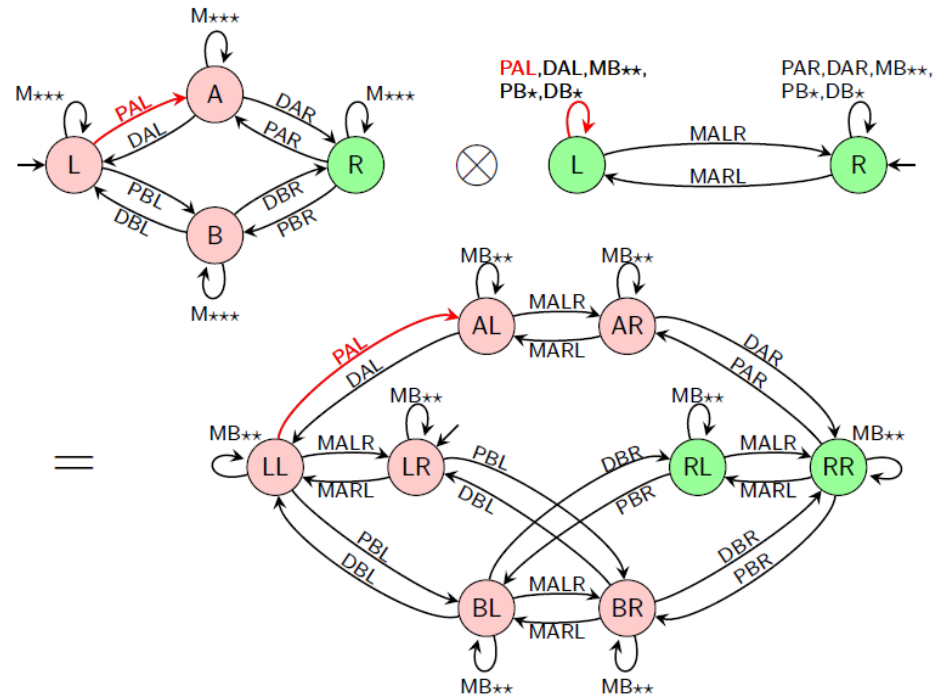 M⋆⋆⋆
PAL,DAL,MB⋆⋆,
PB⋆,DB⋆
PAR,DAR,MB⋆⋆,
PB⋆,DB⋆
M⋆⋆⋆
PAL
A
DAR
M⋆⋆⋆
DAL
PAR
MALR
L
R
⊗
L
R
MARL
PBL
DBR
DBL
B
PBR
M⋆⋆⋆
MB⋆⋆
MB⋆⋆
MALR
AL
AR
MARL
PAL
DAL
DAR
PAR
MB⋆⋆
MB⋆⋆
MB⋆⋆
MB⋆⋆
=
LL
MALR
LR
PBL
DBR
RL
MALR
RR
MARL
DBL
PBR
MARL
PBL
DBL
DBR
PBR
MALR
BL
BR
MARL
MB⋆⋆
MB⋆⋆